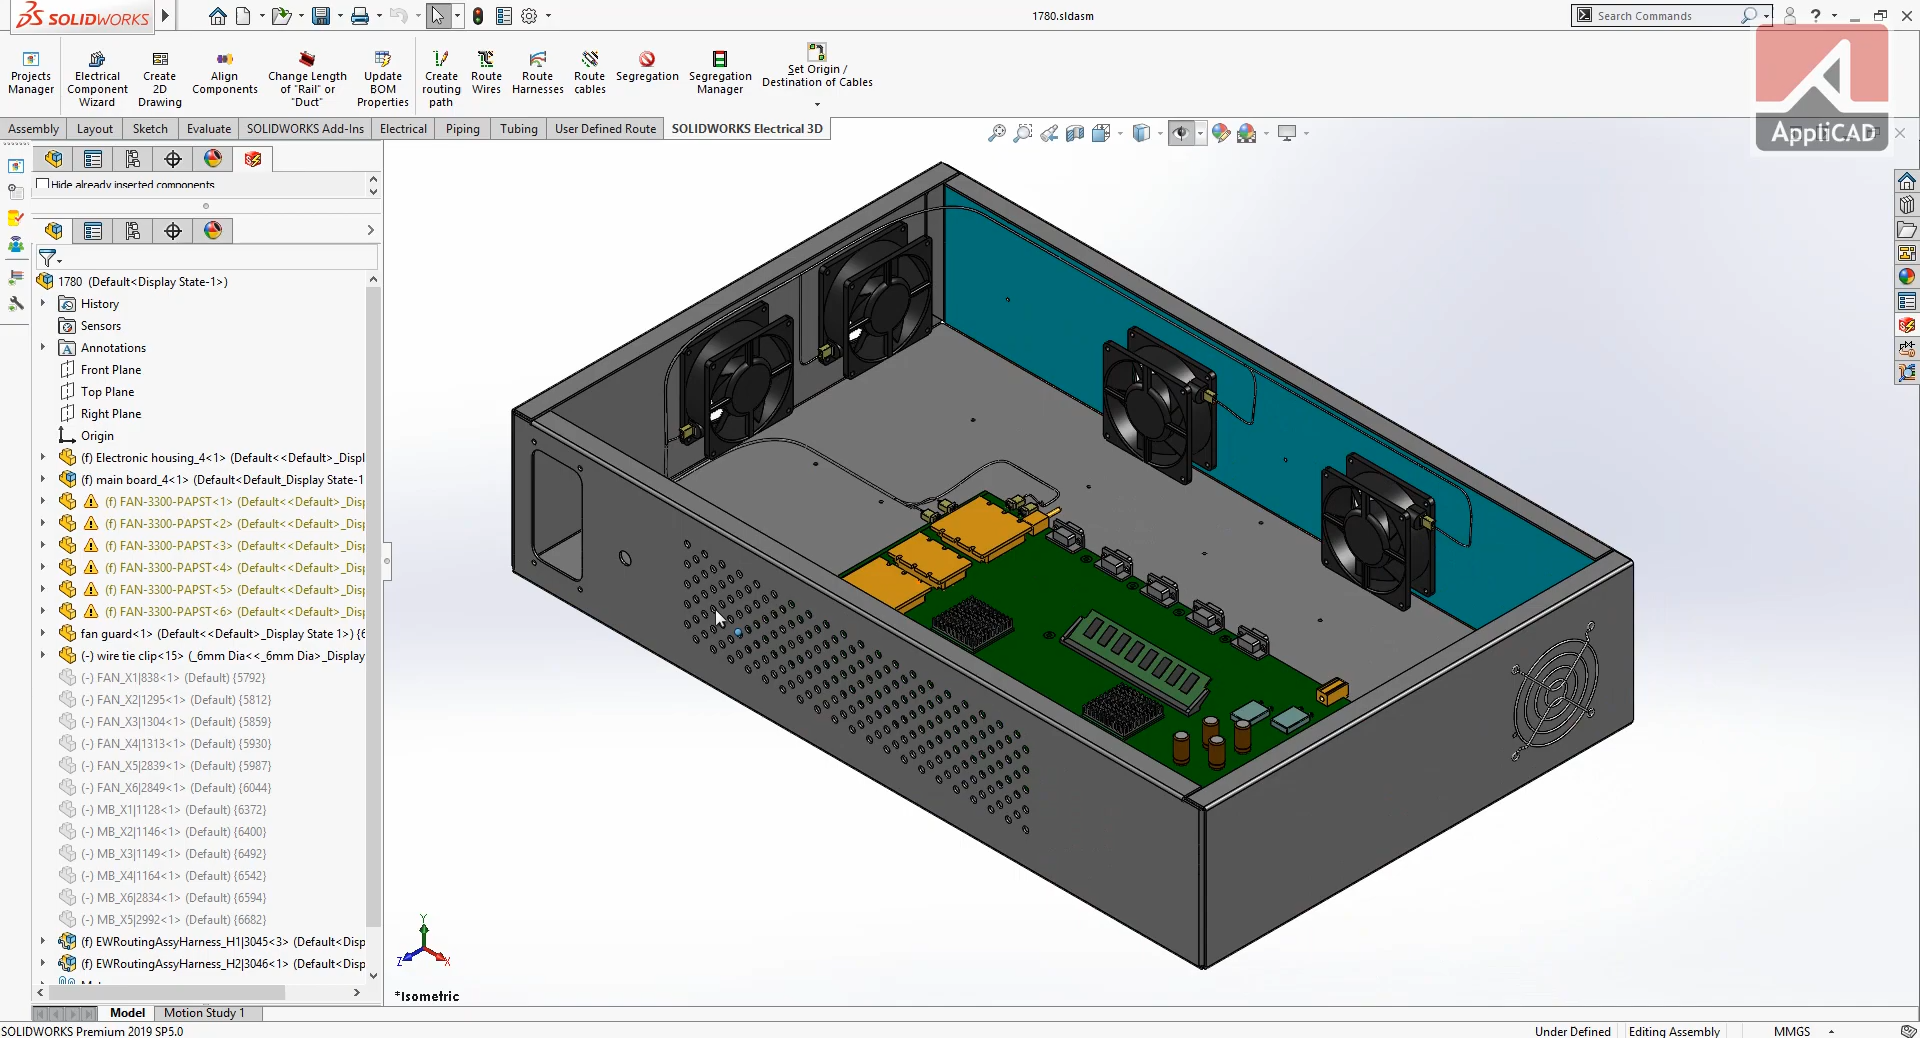 SOLIDWORKS
1780.sldasm
Search Commands
?
Projects
Manager
Electrical
Component
Wizard
Create
2D
Drawing
Align
Components
Change Length
of "Rail" or
"Duct"
Update
BOM
Properties
Create
routing
path
Route
Wires
Route
Harnesses
Route
cables
Segregation
Segregation
Manager
Set Origin /
Destination of Cables
AppliCAD
Assembly
Layout
Sketch
Evaluate
SOLIDWORKS Add-Ins
Electrical
Piping
Tubing
User Defined Route
SOLIDWORKS Electrical 3D
Hide already inserted components
1780 (Default<Display State-1>)
History
Sensors
Annotations
Front Plane
Top Plane
Right Plane
Origin
(f) Electronic housing_4<1> (Default<<Default>_Displ
(f) main board_4<1> (Default<Default_Display State-1
(f) FAN-3300-PAPST<1> (Default<<Default>_Disp
(f) FAN-3300-PAPST<2> (Default<<Default>_Disp
(f) FAN-3300-PAPST<3> (Default<<Default>_Disp
(f) FAN-3300-PAPST<4> (Default<<Default>_Disp
(f) FAN-3300-PAPST<5> (Default<<Default>_Disp
(f) FAN-3300-PAPST<6> (Default<<Default>_Disp
fan guard<1> (Default<<Default>_Display State 1>) {6
(-) wire tie clip<15> (_6mm Dia<<_6mm Dia>_Display
(-) FAN_X1|838<1> (Default) {5792}
(-) FAN_X2|1295<1> (Default) {5812}
(-) FAN_X3|1304<1> (Default) {5859}
(-) FAN_X4|1313<1> (Default) {5930}
(-) FAN_X5|2839<1> (Default) {5987}
(-) FAN_X6|2849<1> (Default) {6044}
(-) MB_X1|1128<1> (Default) {6372}
(-) MB_X2|1146<1> (Default) {6400}
(-) MB_X3|1149<1> (Default) {6492}
(-) MB_X4|1164<1> (Default) {6542}
(-) MB_X6|2834<1> (Default) {6594}
(-) MB_X5|2992<1> (Default) {6682}
(f) EWRoutingAssyHarness_H1|3045<3> (Default<Disp
(f) EWRoutingAssyHarness_H2|3046<1> (Default<Disp
Y
Z
X
*Isometric
Model
Motion Study 1
SOLIDWORKS Premium 2019 SP5.0
Under Defined
Editing Assembly
MMGS